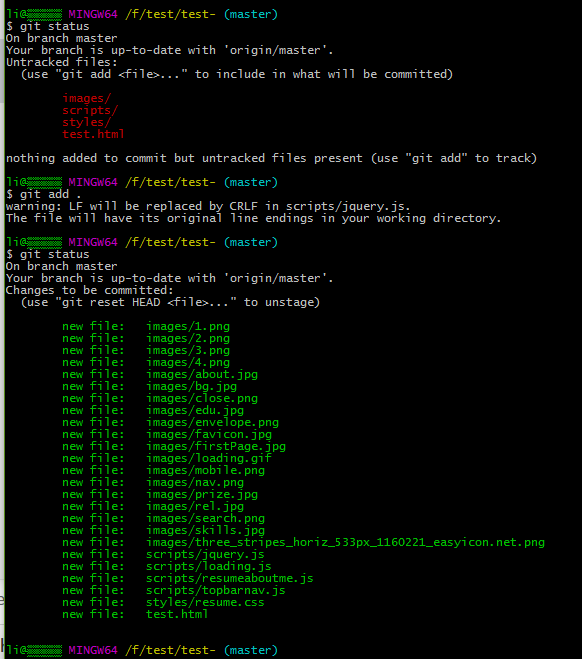 li@▒▒▒▒▒ MINGW64 /f/test/test- (master)
$ git status
On branch master
Your branch is up-to-date with 'origin/master'.
Untracked files:
  (use "git add <file>..." to include in what will be committed)

        images/
        scripts/
        styles/
        test.html

nothing added to commit but untracked files present (use "git add" to track)

li@▒▒▒▒▒ MINGW64 /f/test/test- (master)
$ git add .
warning: LF will be replaced by CRLF in scripts/jquery.js.
The file will have its original line endings in your working directory.

li@▒▒▒▒▒ MINGW64 /f/test/test- (master)
$ git status
On branch master
Your branch is up-to-date with 'origin/master'.
Changes to be committed:
  (use "git reset HEAD <file>..." to unstage)

        new file:   images/1.png
        new file:   images/2.png
        new file:   images/3.png
        new file:   images/4.png
        new file:   images/about.jpg
        new file:   images/bg.jpg
        new file:   images/close.png
        new file:   images/edu.jpg
        new file:   images/envelope.png
        new file:   images/favicon.jpg
        new file:   images/firstPage.jpg
        new file:   images/loading.gif
        new file:   images/mobile.png
        new file:   images/nav.png
        new file:   images/prize.jpg
        new file:   images/rel.jpg
        new file:   images/search.png
        new file:   images/skills.jpg
        new file:   images/three_stripes_horiz_533px_1160221_easyicon.net.png
        new file:   scripts/jquery.js
        new file:   scripts/loading.js
        new file:   scripts/resumeaboutme.js
        new file:   scripts/topbarnav.js
        new file:   styles/resume.css
        new file:   test.html

li@▒▒▒▒▒ MINGW64 /f/test/test- (master)